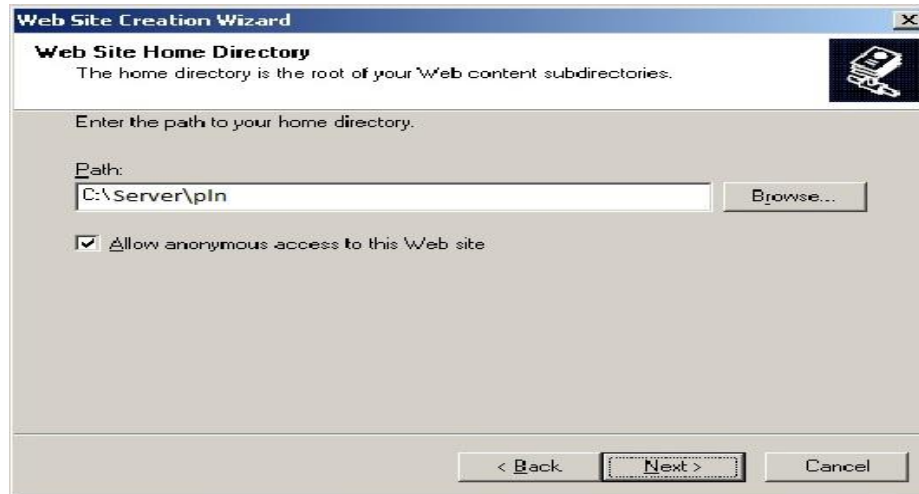 Web Site Creation Wizard
Web Site Home Directory
The home directory is the root of your Web content subdirectories.
Enter the path to your home directory.
Path:
C:\Server\pln
Browse...
Allow anonymous access to this Web site
< Back
Next >
Cancel